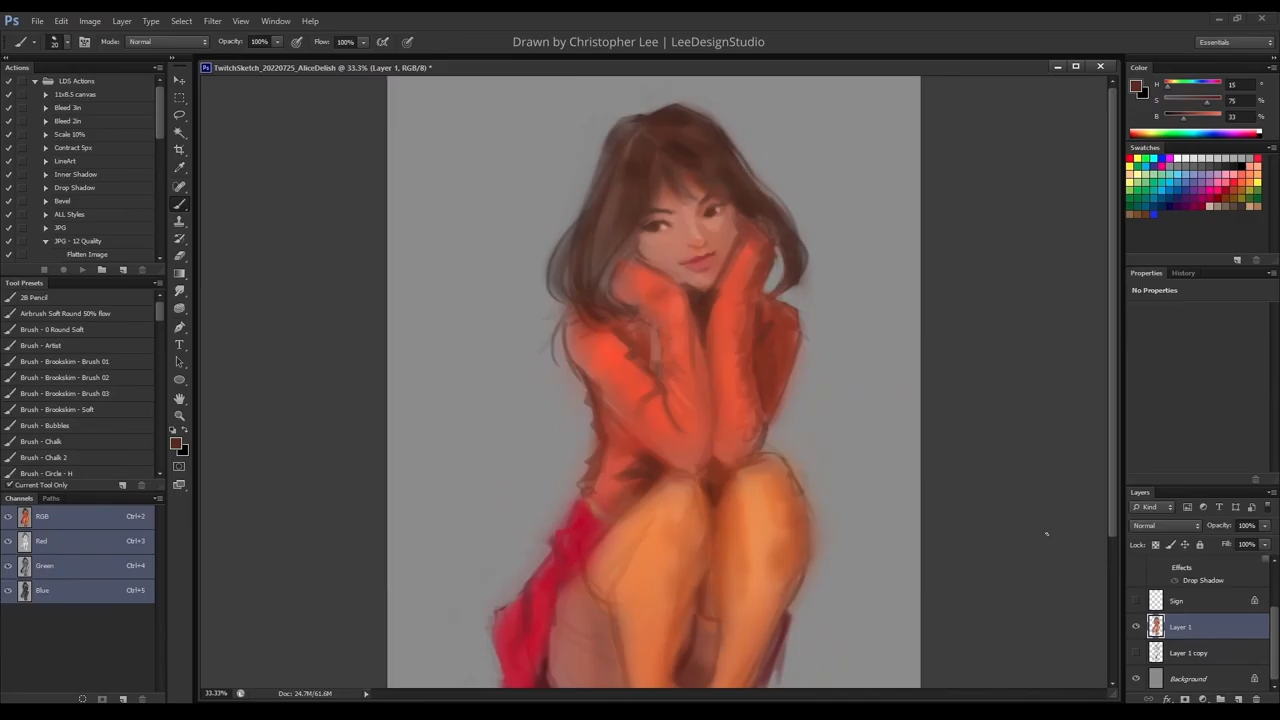 Ps File Edit Image Layer Type Select Filter View Window Help
20 Mode: Normal Opacity: 100% Flow: 100% Drawn by Christopher Lee | LeeDesignStudio Essentials
Actions
LDS Actions
11x8.5 canvas
Bleed 3in
Bleed 2in
Scale 10%
Contract 5px
LineArt
Inner Shadow
Drop Shadow
Bevel
ALL Styles
JPG
JPG - 12 Quality
Flatten Image
Tool Presets
2B Pencil
Airbrush Soft Round 50% flow
Brush - 0 Round Soft
Brush - Artist
Brush - Brookskim - Brush 01
Brush - Brookskim - Brush 02
Brush - Brookskim - Brush 03
Brush - Brookskim - Soft
Brush - Bubbles
Brush - Chalk
Brush - Chalk 2
Brush - Circle - H
Current Tool Only
Channels Paths
RGB Ctrl+2
Red Ctrl+3
Green Ctrl+4
Blue Ctrl+5
Ps TwitchSketch_20220725_AliceDelish @ 33.3% (Layer 1, RGB/8) *
33.33% Doc: 24.7M/61.6M
Color
H 15 °
S 75 %
B 33 %
Swatches
Properties History
No Properties
Layers
Kind
Normal Opacity: 100%
Lock: Fill: 100%
Effects
Drop Shadow
Sign
Layer 1
Layer 1 copy
Background
fx